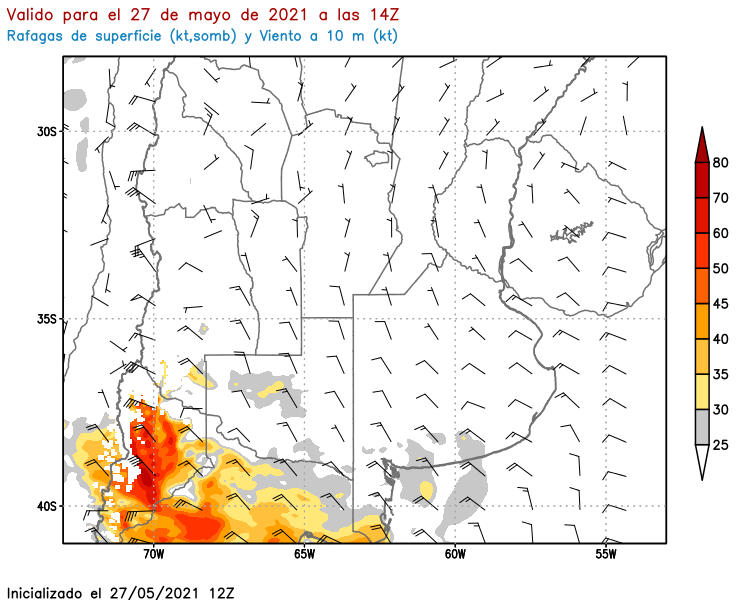 Valido para el 27 de mayo de 2021 a las 14Z
Rafagas de superficie (kt,somb) y Viento a 10 m (kt)
30S
35S
40S
70W
65W
60W
55W
80
70
60
50
45
40
35
30
25
Inicializado el 27/05/2021 12Z